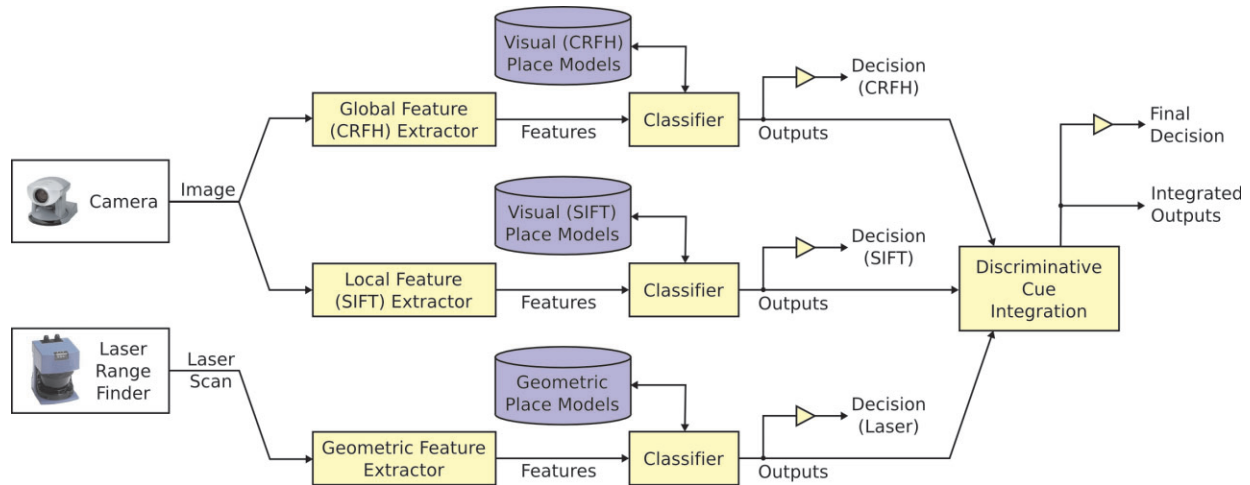 Visual (CRFH)
Place Models
Decision
(CRFH)
Global Feature
(CRFH) Extractor
Features
Classifier
Outputs
Final
Decision
Camera
Image
Integrated
Outputs
Visual (SIFT)
Place Models
Decision
(SIFT)
Local Feature
(SIFT) Extractor
Features
Classifier
Outputs
Discriminative
Cue
Integration
Laser
Range
Finder
Laser
Scan
Geometric
Place Models
Decision
(Laser)
Geometric Feature
Extractor
Features
Classifier
Outputs